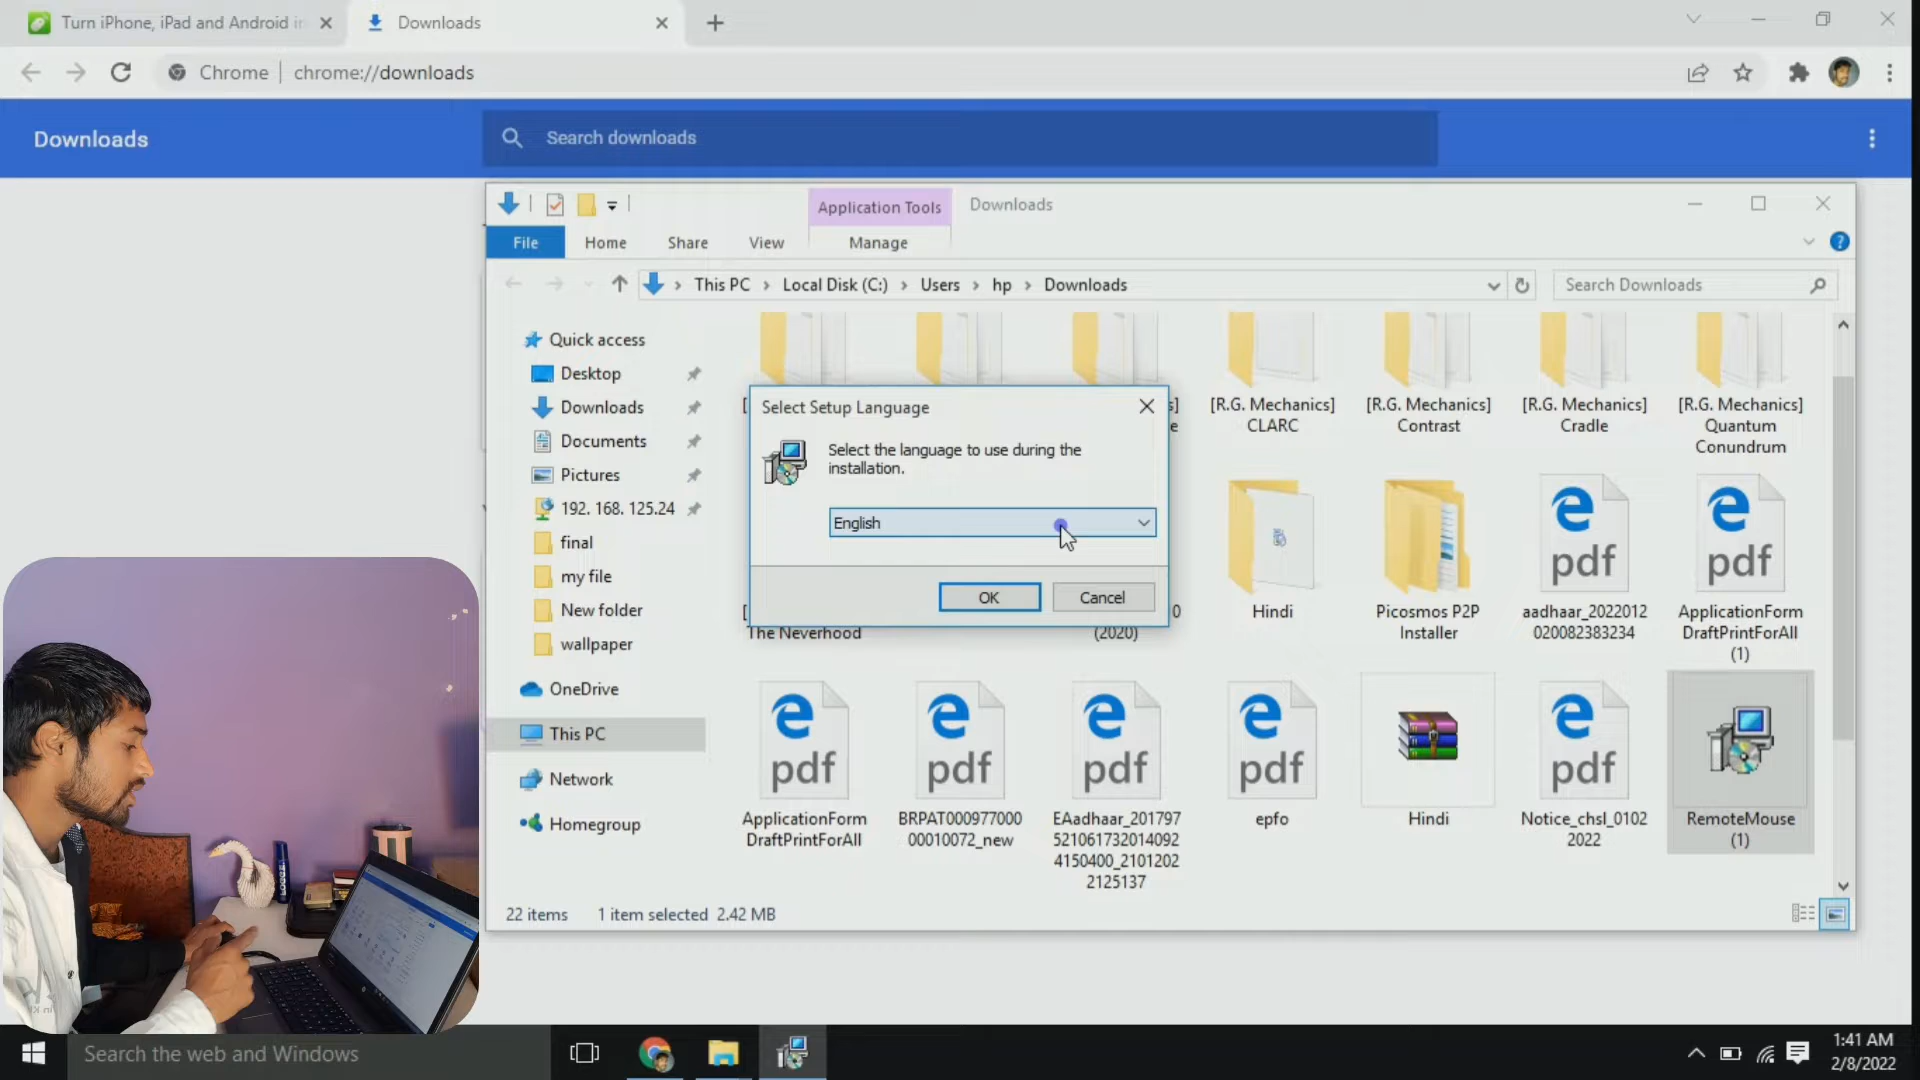 Turn iPhone, iPad and Android in
Downloads
Chrome
chrome://downloads
Downloads
Search downloads
Application Tools
Downloads
File
Home
Share
View
Manage
This PC
Local Disk (C:)
Users
hp
Downloads
Search Downloads
Quick access
Desktop
Downloads
Documents
Pictures
192. 168. 125.24
final
my file
New folder
wallpaper
OneDrive
This PC
Network
Homegroup
[R.G. Mechanics]
CLARC
[R.G. Mechanics]
Contrast
[R.G. Mechanics]
Cradle
[R.G. Mechanics]
Quantum
Conundrum
Select Setup Language
Select the language to use during the
installation.
English
OK
Cancel
The Neverhood
(2020)
Hindi
Picosmos P2P
Installer
pdf
aadhaar_2022012
020082383234
pdf
ApplicationForm
DraftPrintForAll
(1)
pdf
ApplicationForm
DraftPrintForAll
pdf
BRPAT000977000
00010072_new
pdf
EAadhaar_201797
521061732014092
4150400_2101202
2125137
pdf
epfo
Hindi
pdf
Notice_chsl_0102
2022
RemoteMouse
(1)
22 items
1 item selected 2.42 MB
Search the web and Windows
1:41 AM
2/8/2022